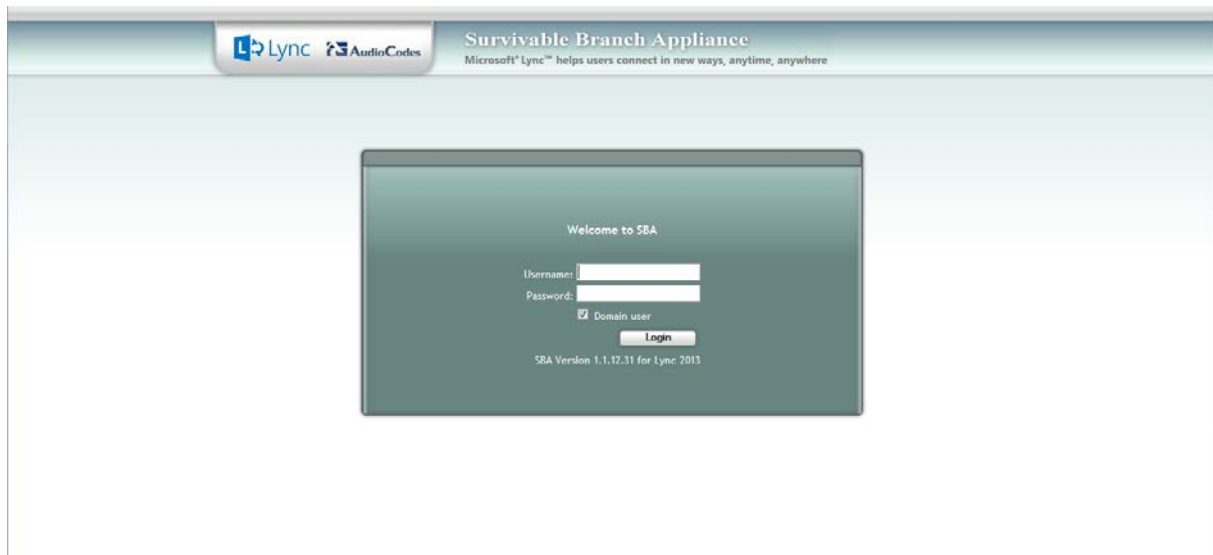 Lync AudioCodes
Survivable Branch Appliance
Microsoft® Lync™ helps users connect in new ways, anytime, anywhere
Welcome to SBA
Username:
Password:
Domain user
Login
SBA Version 1.1.12.31 for Lync 2013